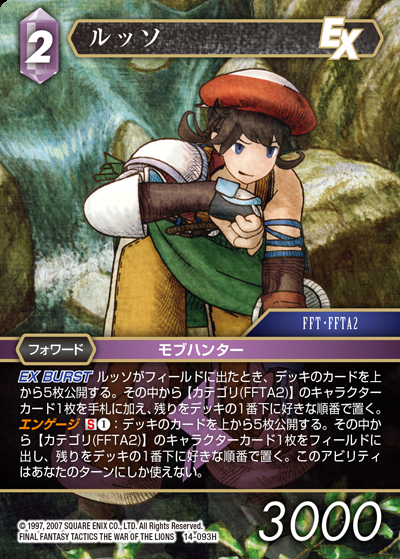 2
ルッソ
EX
FFT・FFTA2
フォワード
モブハンター
EX BURST ルッソがフィールドに出たとき、デッキのカードを上
から5枚公開する。その中から【カテゴリ(FFTA2)】のキャラクター
カード1枚を手札に加え、残りをデッキの1番下に好きな順番で置く。
エンゲージ S 1：デッキのカードを上から5枚公開する。その中か
ら【カテゴリ(FFTA2)】のキャラクターカード1枚をフィールドに
出し、残りをデッキの1番下に好きな順番で置く。このアビリティ
はあなたのターンにしか使えない。
© 1997, 2007 SQUARE ENIX CO., LTD. All Rights Reserved.
FINAL FANTASY TACTICS THE WAR OF THE LIONS
14-093H
3000